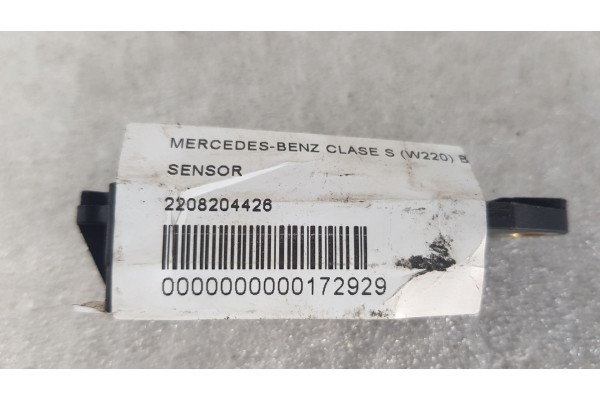 MERCEDES-BENZ CLASE S (W220) B
SENSOR
2208204426
0000000000172929